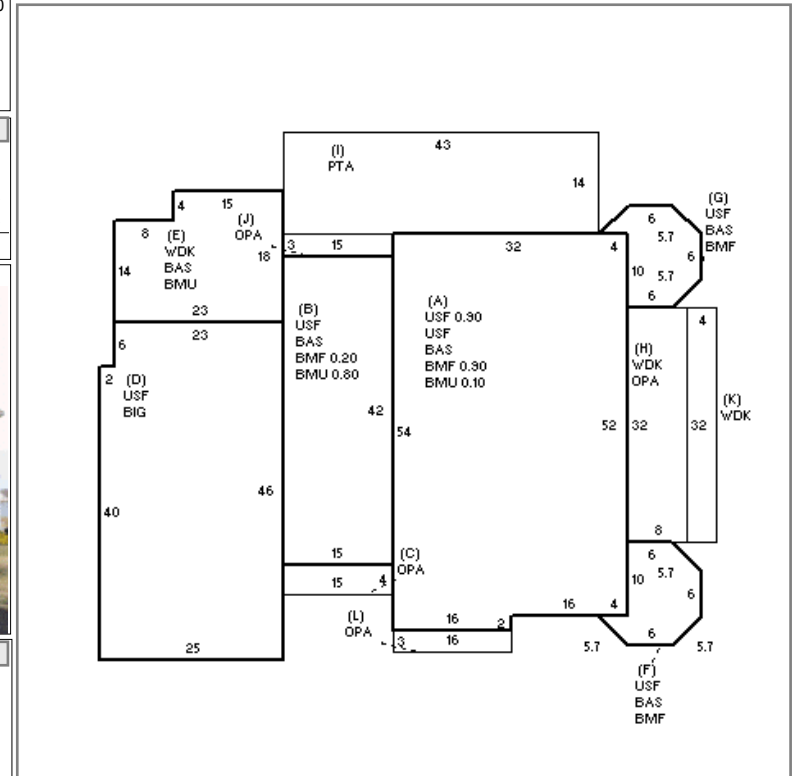 43
(I)
PTA
14
4
15
(J)
OPA
8
(E)
WDK
BAS
BMU
3
15
18
14
23
32
4
6
5.7
(G)
USF
BAS
BMF
6
10
5.7
6
23
6
2
(D)
USF
BIG
(B)
USF
BAS
BMF 0.20
BMU 0.80
(A)
USF 0.90
USF
BAS
BMF 0.90
BMU 0.10
(H)
WDK
OPA
4
(K)
WDK
42
54
52
32
32
40
46
8
15
(C)
OPA
15
4
6
10
5.7
6
16
4
16
2
(L)
OPA
3
16
5.7
6
5.7
25
(F)
USF
BAS
BMF